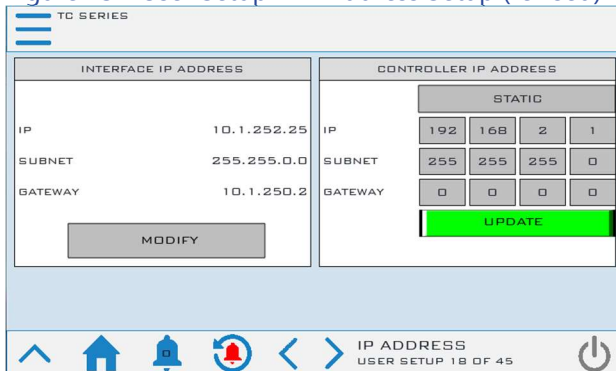 TC SERIES
INTERFACE IP ADDRESS
IP 10.1.252.25
SUBNET 255.255.0.0
GATEWAY 10.1.250.2
MODIFY
CONTROLLER IP ADDRESS
STATIC
IP 192 168 2 1
SUBNET 255 255 255 0
GATEWAY 0 0 0 0
UPDATE
0
IP ADDRESS
USER SETUP 18 OF 45